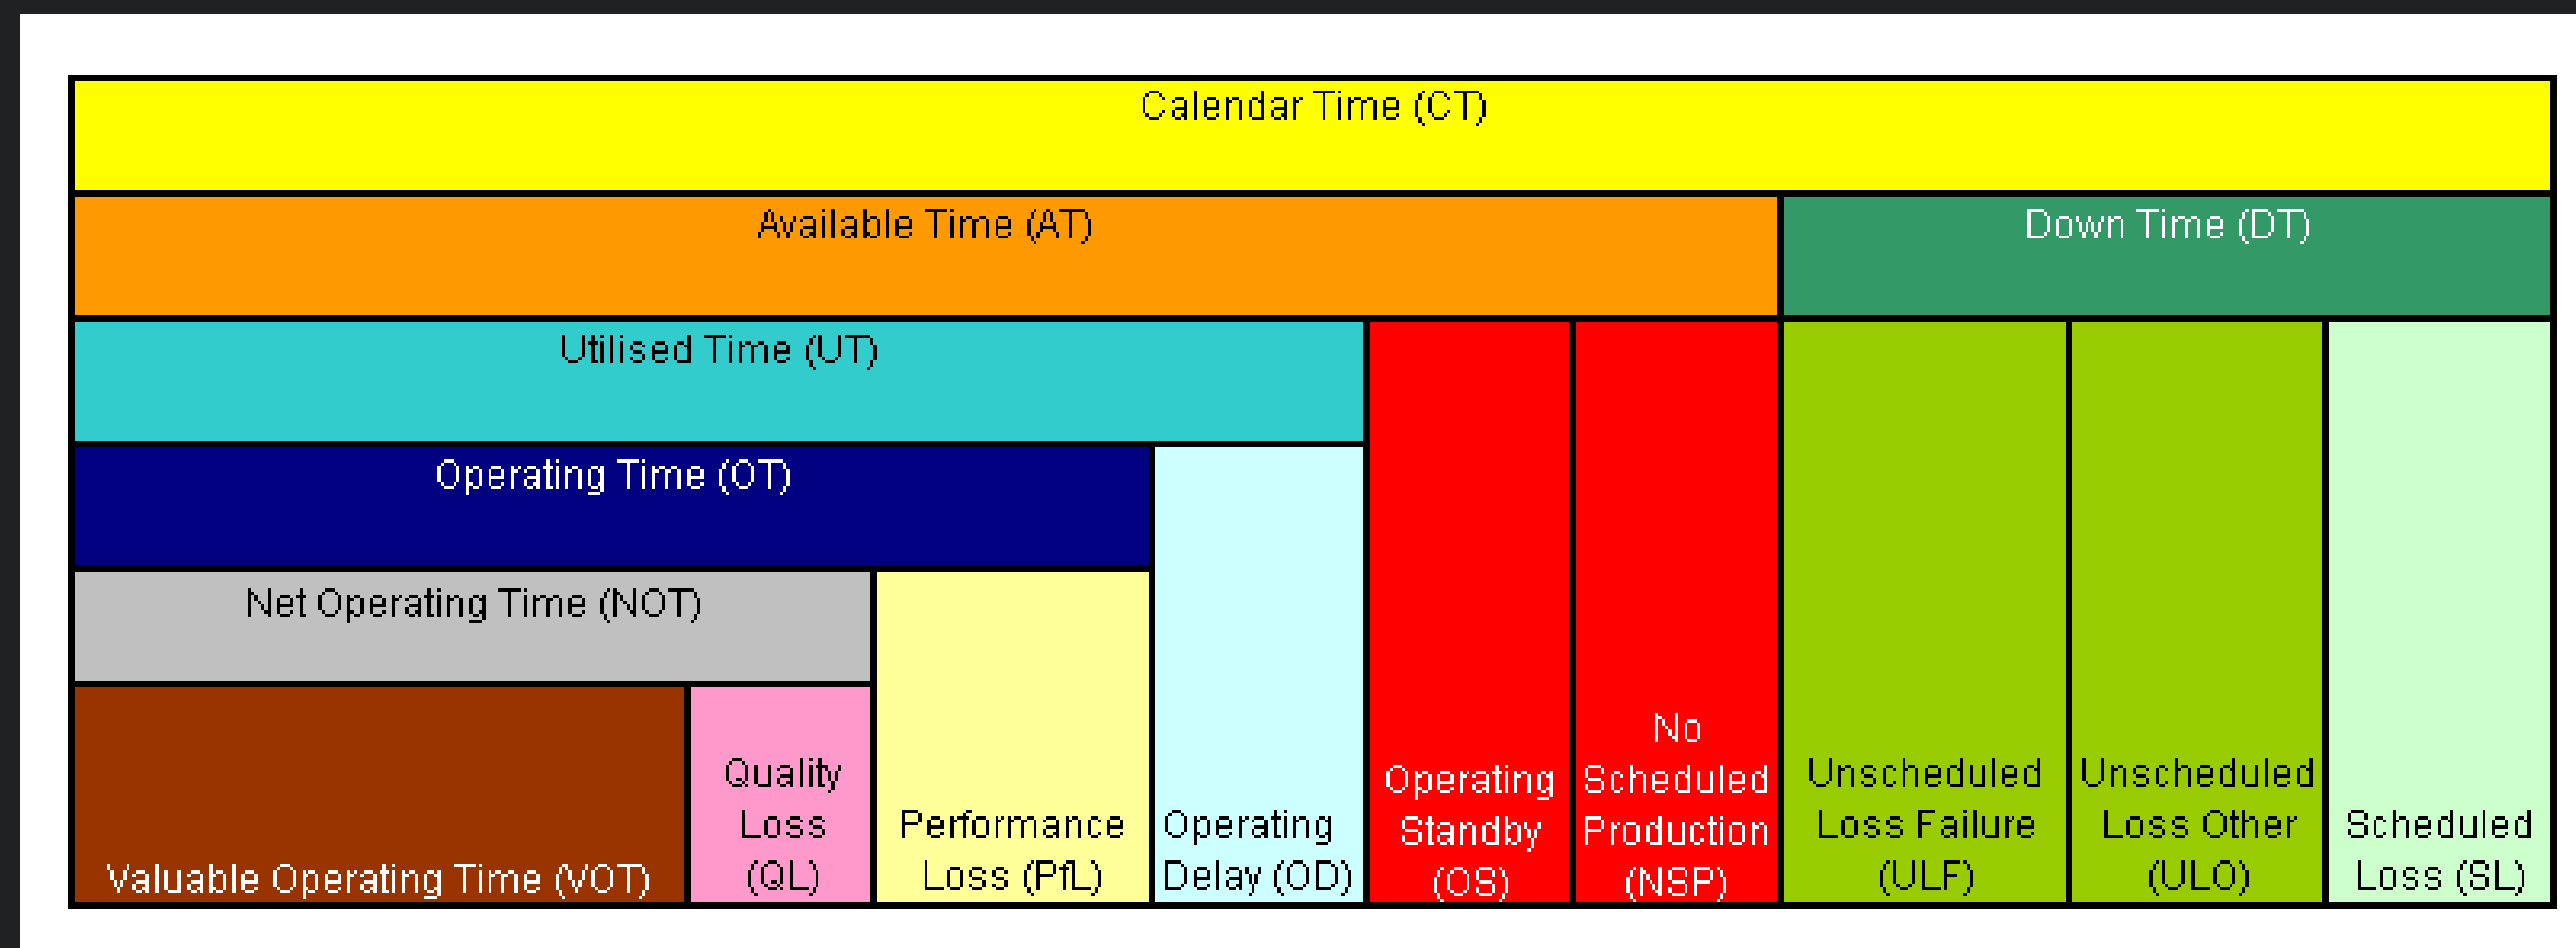 Calendar Time (CT)
Available Time (AT)
Down Time (DT)
Utilised Time (UT)
Operating Time (OT)
Net Operating Time (NOT)
Valuable Operating Time (VOT)
Quality
Loss
(QL)
Performance
Loss (PfL)
Operating
Delay (OD)
Operating
Standby
(OS)
No
Scheduled
Production
(NSP)
Unscheduled
Loss Failure
(ULF)
Unscheduled
Loss Other
(ULO)
Scheduled
Loss (SL)